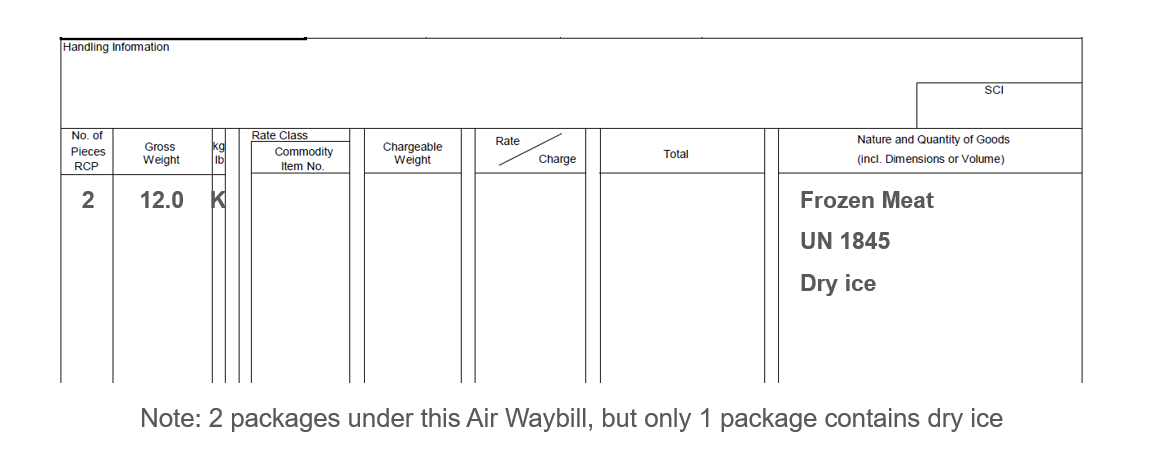 Handling Information
SCI
No. of
Pieces
RCP
Gross
Weight
kg
lb
Rate Class
Commodity
Item No.
Chargeable
Weight
Rate
Charge
Total
Nature and Quantity of Goods
(incl. Dimensions or Volume)
2 12.0 K Frozen Meat
UN 1845
Dry ice
Note: 2 packages under this Air Waybill, but only 1 package contains dry ice